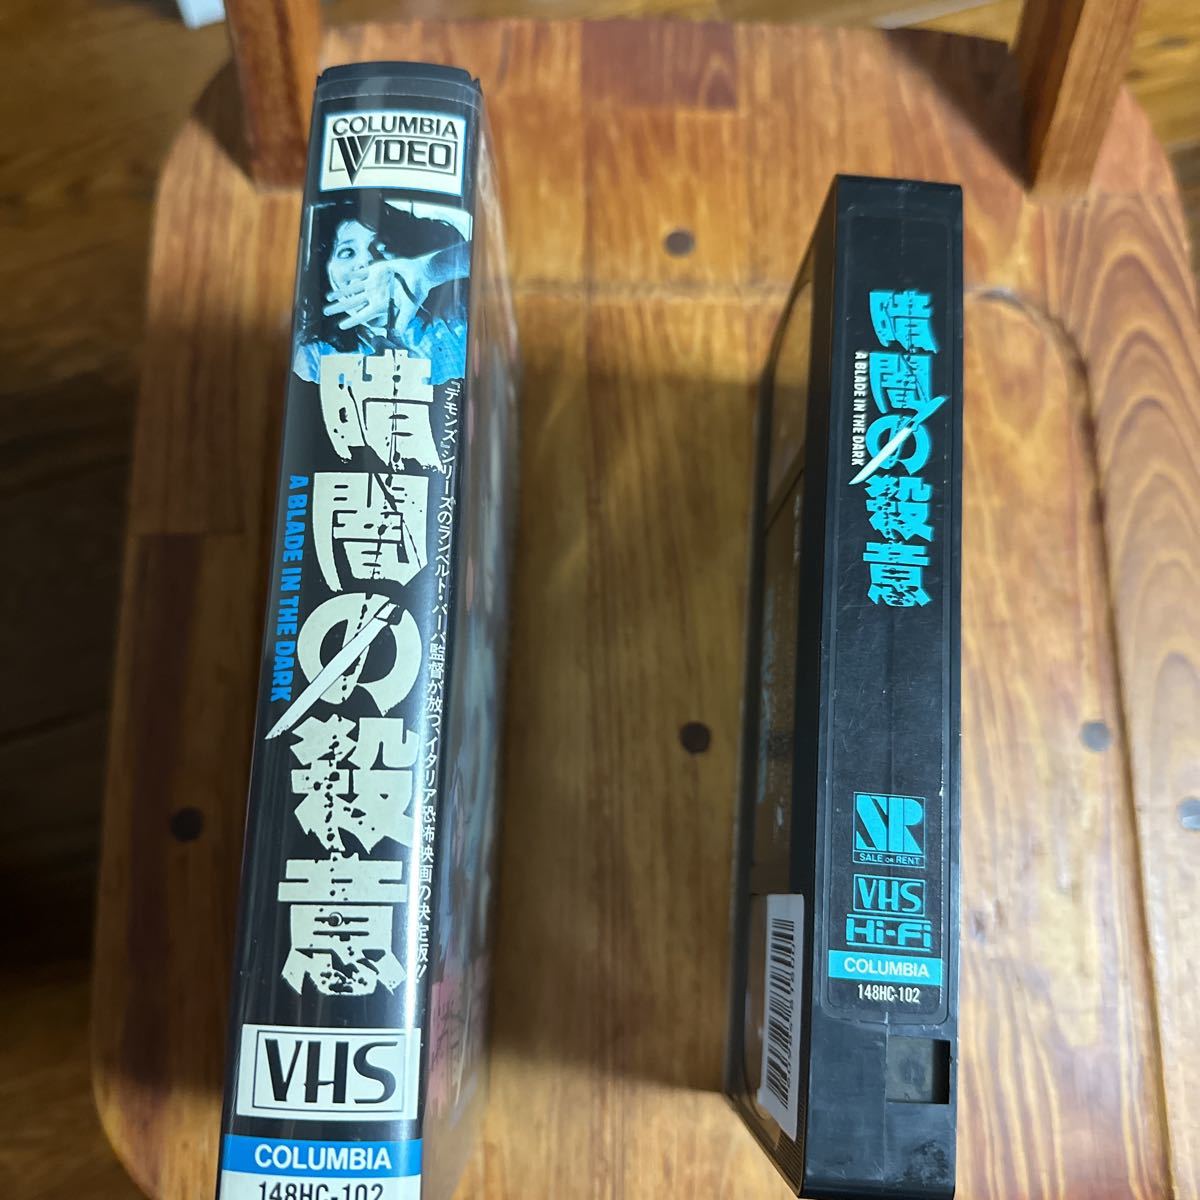 COLUMBIA
VIDEO
『デモンズ』シリーズのランベルト・バーバ監督が放つ、イタリア恐怖映画の決定版!!
暗闇の殺意
A BLADE IN THE DARK
VHS
COLUMBIA
148HC-102
暗闇の殺意
A BLADE IN THE DARK
SR
SALE OR RENT
VHS
Hi-Fi
COLUMBIA
148HC-102